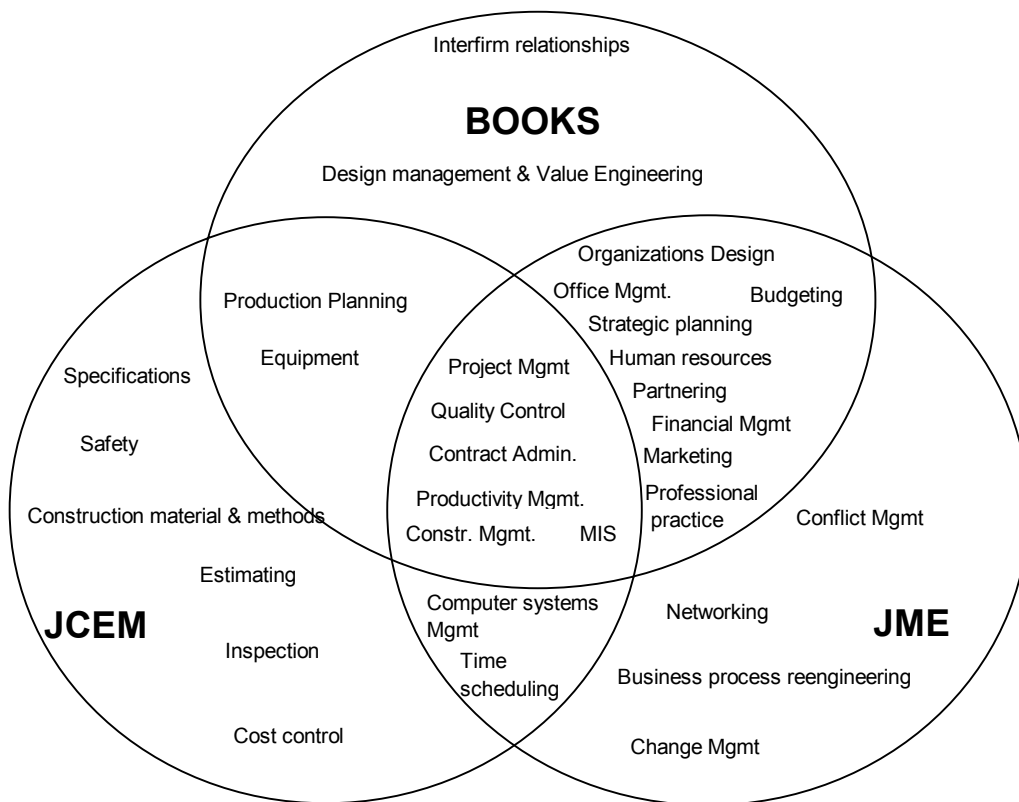 Interfirm relationships
BOOKS
Design management & Value Engineering
Organizations Design
Office Mgmt.
Budgeting
Production Planning
Strategic planning
Equipment
Human resources
Project Mgmt
Specifications
Partnering
Quality Control
Financial Mgmt
Safety
Contract Admin.
Marketing
Productivity Mgmt.
Professional
practice
Construction material & methods
Conflict Mgmt
Constr. Mgmt.
MIS
Estimating
Computer systems
Mgmt
Networking
JCEM
JME
Inspection
Time
scheduling
Business process reengineering
Cost control
Change Mgmt